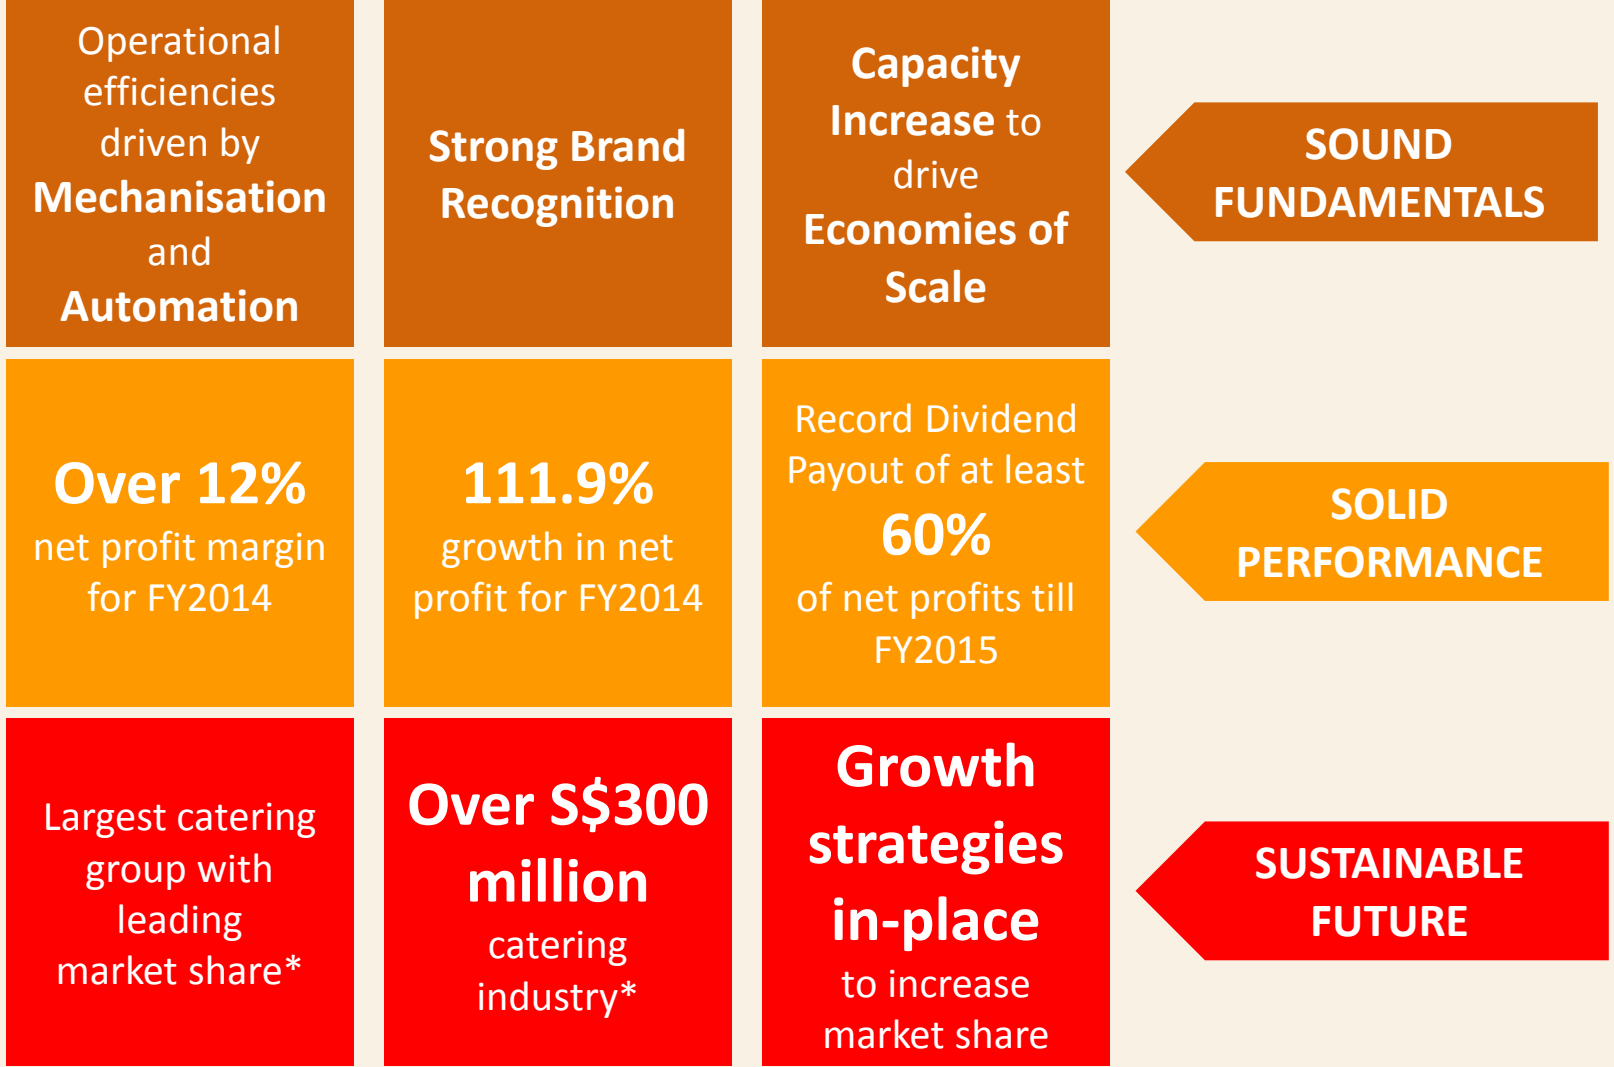 Operational
efficiencies
driven by
Mechanisation
and
Automation
Strong Brand
Recognition
Capacity
Increase to
drive
Economies of
Scale
SOUND
FUNDAMENTALS
Over 12%
net profit margin
for FY2014
111.9%
growth in net
profit for FY2014
Record Dividend
Payout of at least
60%
of net profits till
FY2015
SOLID
PERFORMANCE
Largest catering
group with
leading
market share*
Over S$300
million
catering
industry*
Growth
strategies
in-place
to increase
market share
SUSTAINABLE
FUTURE